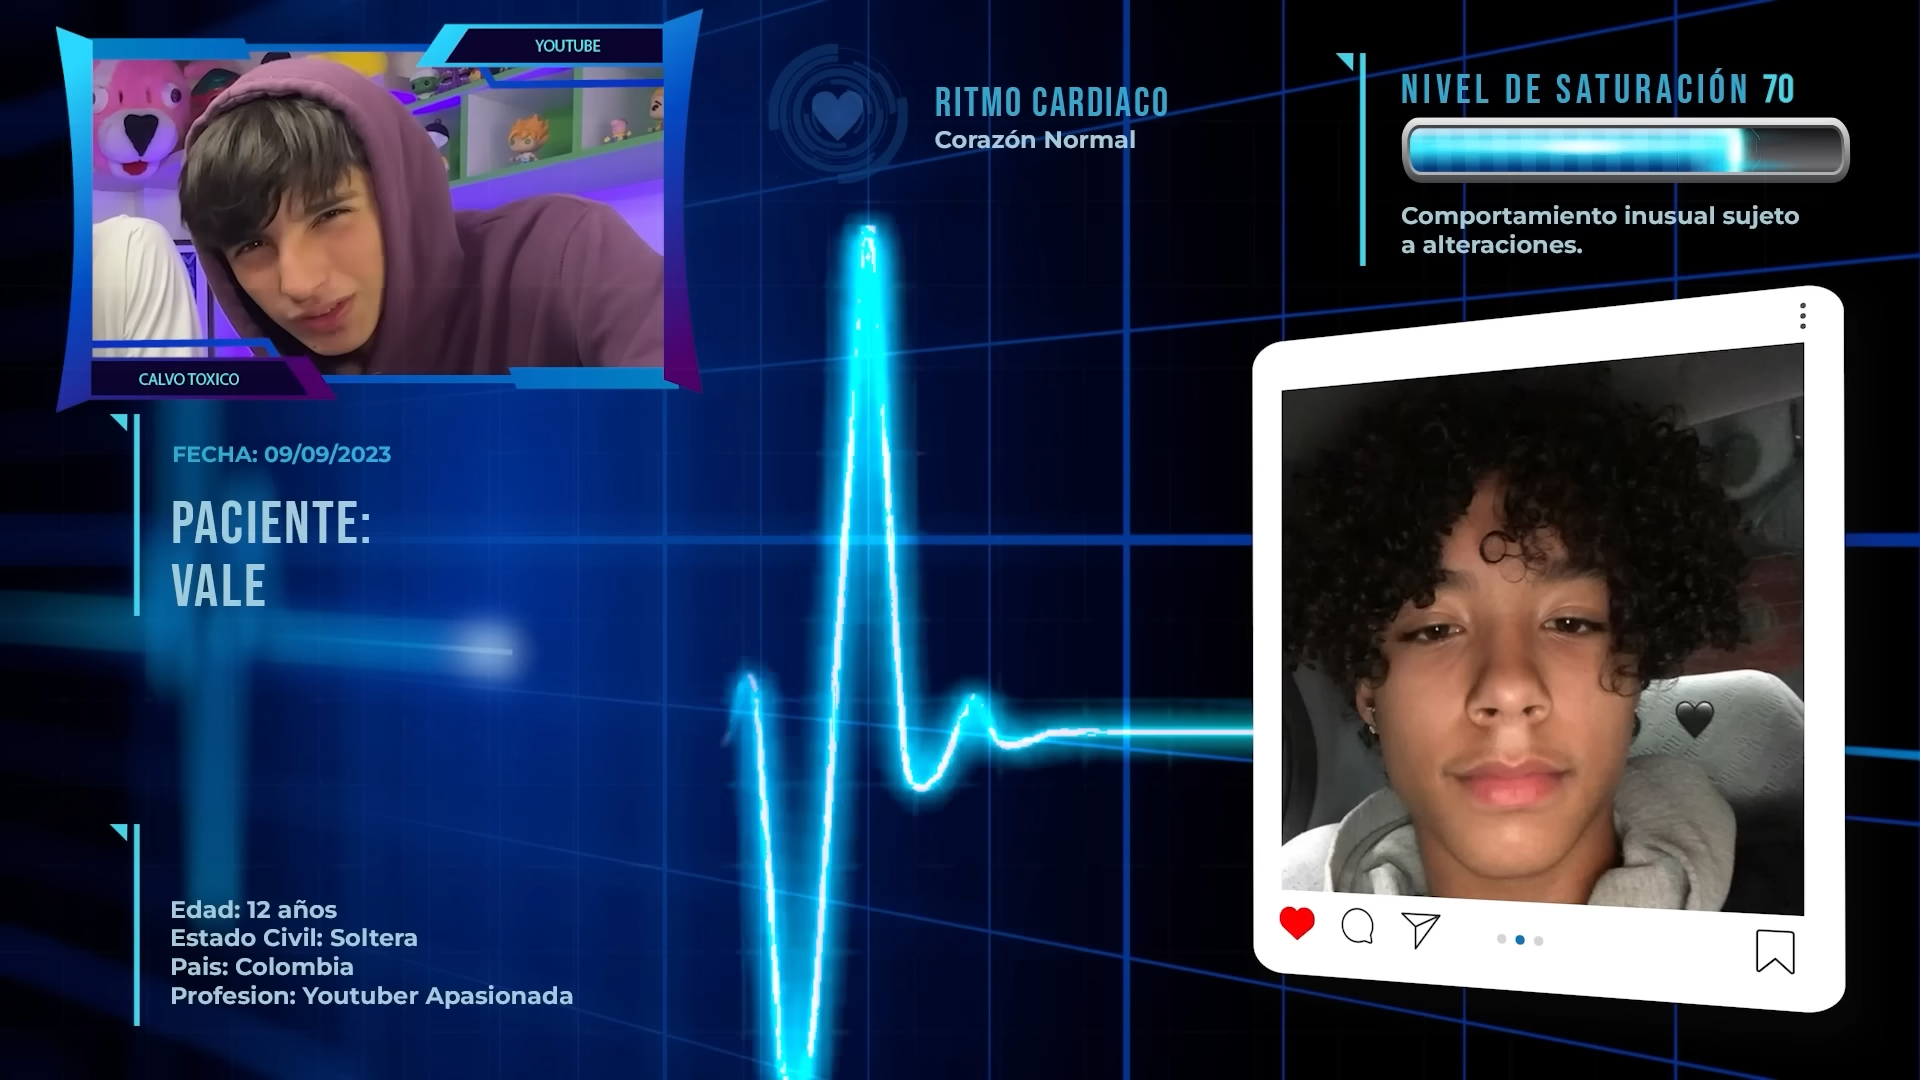 YOUTUBE
CALVO TOXICO
RITMO CARDIACO
Corazón Normal
NIVEL DE SATURACIÓN 70
Comportamiento inusual sujeto
a alteraciones.
FECHA: 09/09/2023
PACIENTE:
VALE
Edad: 12 años
Estado Civil: Soltera
Pais: Colombia
Profesion: Youtuber Apasionada